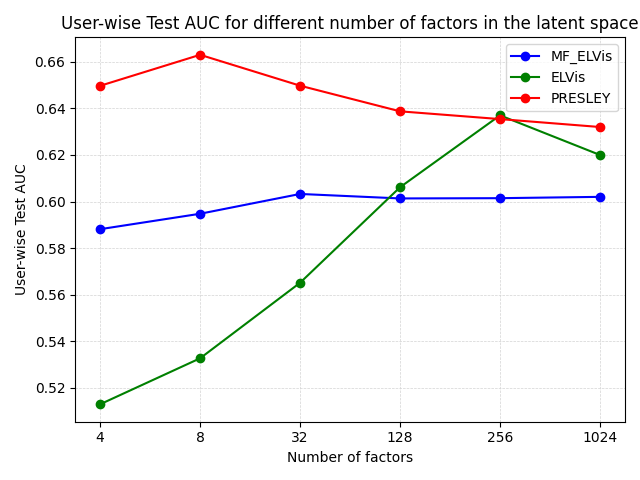 User-wise Test AUC for different number of factors in the latent space
MF_ELVis
ELVis
PRESLEY
User-wise Test AUC
0.66
0.64
0.62
0.60
0.58
0.56
0.54
0.52
4 8 32 128 256 1024
Number of factors